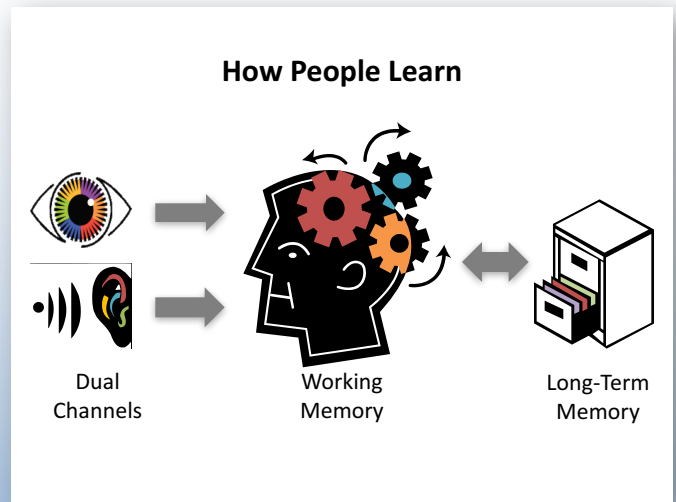 How People Learn
Dual
Channels
Working
Memory
Long-Term
Memory